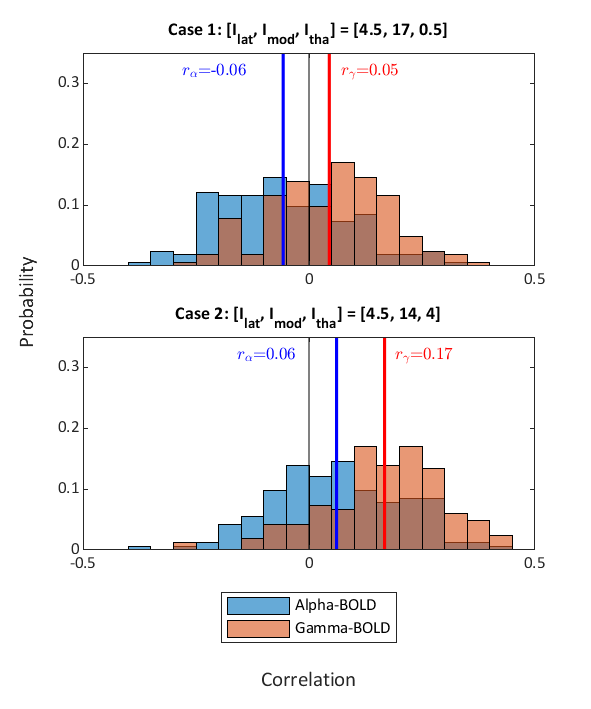 Case 1: [I_lat, I_mod, I_tha] = [4.5, 17, 0.5]
r_α=-0.06
r_γ=0.05
0.3
0.2
0.1
0
-0.5
0
0.5
Probability
Case 2: [I_lat, I_mod, I_tha] = [4.5, 14, 4]
r_α=0.06
r_γ=0.17
0.3
0.2
0.1
0
-0.5
0
0.5
Alpha-BOLD
Gamma-BOLD
Correlation